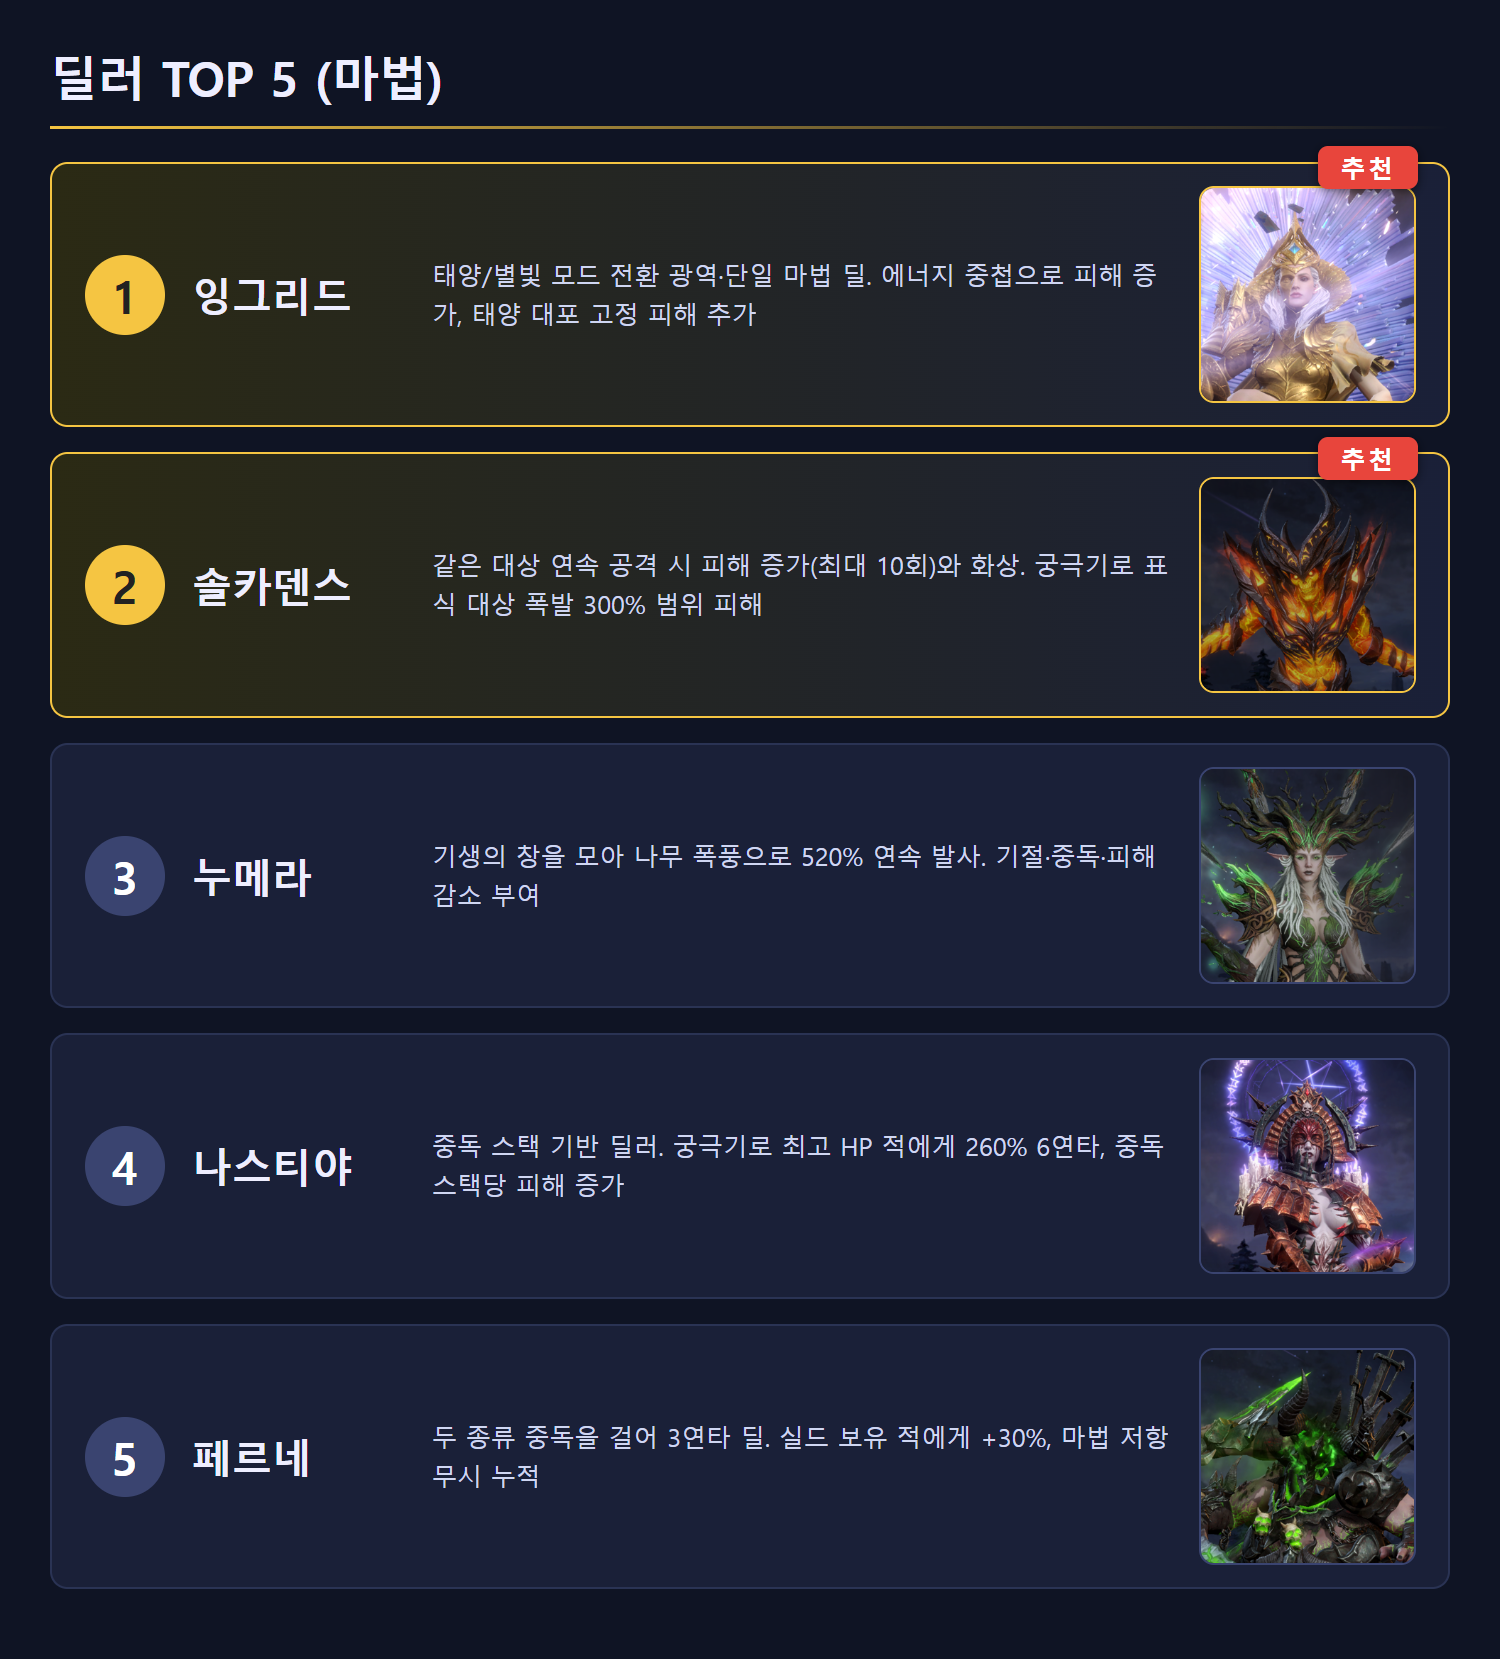 딜러 TOP 5 (마법)
추천
1
잉그리드
태양/별빛 모드 전환 광역·단일 마법 딜. 에너지 중첩으로 피해 증
가, 태양 대포 고정 피해 추가
추천
2
솔카덴스
같은 대상 연속 공격 시 피해 증가(최대 10회)와 화상. 궁극기로 표
식 대상 폭발 300% 범위 피해
3
누메라
기생의 창을 모아 나무 폭풍으로 520% 연속 발사. 기절·중독·피해
감소 부여
4
나스티야
중독 스택 기반 딜러. 궁극기로 최고 HP 적에게 260% 6연타, 중독
스택당 피해 증가
5
페르네
두 종류 중독을 걸어 3연타 딜. 실드 보유 적에게 +30%, 마법 저항
무시 누적